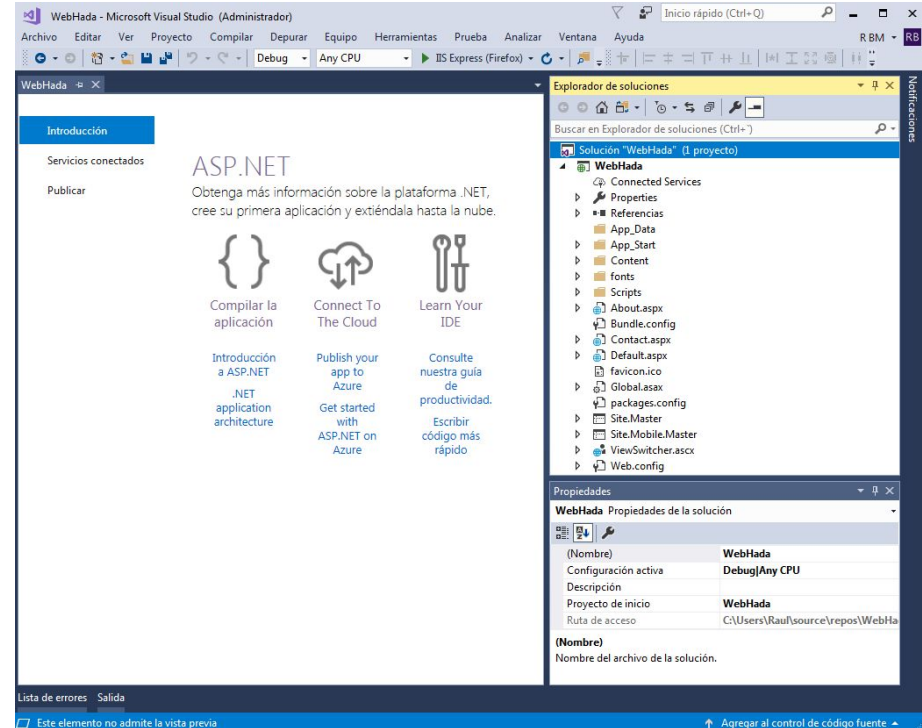 WebHada - Microsoft Visual Studio (Administrador)
Inicio rápido (Ctrl+Q)
Archivo Editar Ver Proyecto Compilar Depurar Equipo Herramientas Prueba Analizar Ventana Ayuda
R BM RB
Debug Any CPU IIS Express (Firefox)
WebHada
Introducción
Servicios conectados
Publicar
ASP.NET
Obtenga más información sobre la plataforma .NET,
cree su primera aplicación y extiéndala hasta la nube.
Compilar la
aplicación
Introducción
a ASP.NET
.NET
application
architecture
Connect To
The Cloud
Publish your
app to
Azure
Get started
with
ASP.NET on
Azure
Learn Your
IDE
Consulte
nuestra guía
de
productividad.
Escribir
código más
rápido
Explorador de soluciones
Buscar en Explorador de soluciones (Ctrl+¨)
Solución "WebHada" (1 proyecto)
WebHada
Connected Services
Properties
Referencias
App_Data
App_Start
Content
fonts
Scripts
About.aspx
Bundle.config
Contact.aspx
Default.aspx
favicon.ico
Global.asax
packages.config
Site.Master
Site.Mobile.Master
ViewSwitcher.ascx
Web.config
Propiedades
WebHada Propiedades de la solución
(Nombre) WebHada
Configuración activa Debug|Any CPU
Descripción
Proyecto de inicio WebHada
Ruta de acceso C:\Users\Raul\source\repos\WebHa
(Nombre)
Nombre del archivo de la solución.
Notificaciones
Lista de errores Salida
Este elemento no admite la vista previa
Agregar al control de código fuente